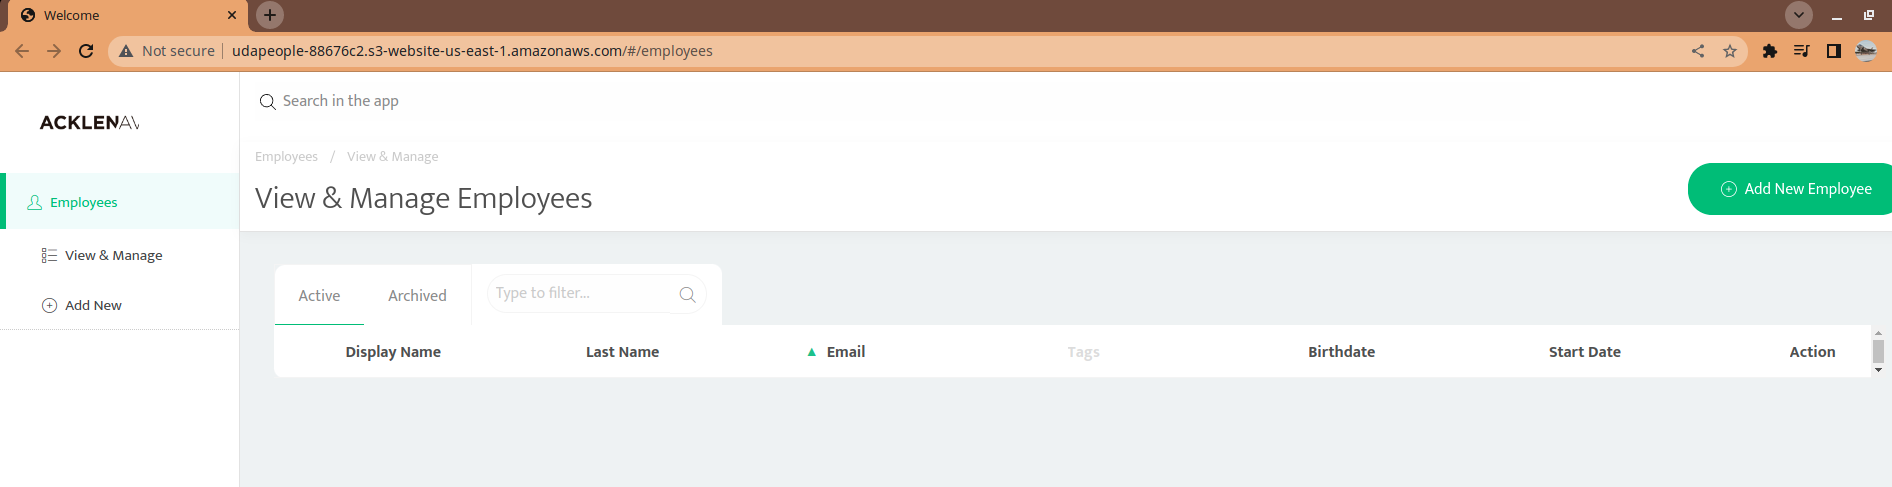 Welcome
Not secure udapeople-88676c2.s3-website-us-east-1.amazonaws.com/#/employees
Search in the app
ACKLENAV
Employees / View & Manage
View & Manage Employees
Add New Employee
Employees
View & Manage
Add New
Active Archived Type to filter...
Display Name Last Name Email Tags Birthdate Start Date Action